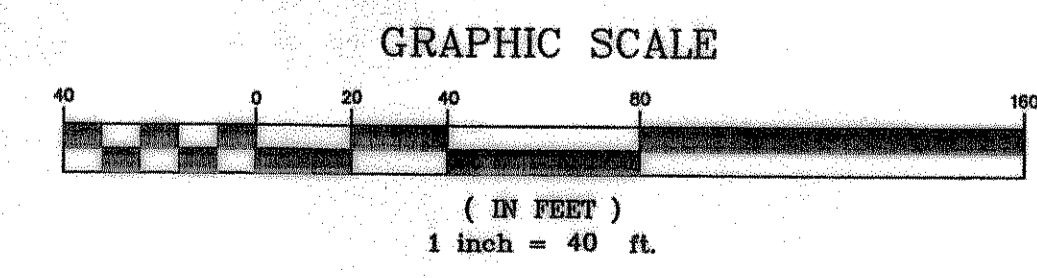 GRAPHIC SCALE
40 0 20 40 80 160
( IN FEET )
1 inch = 40 ft.